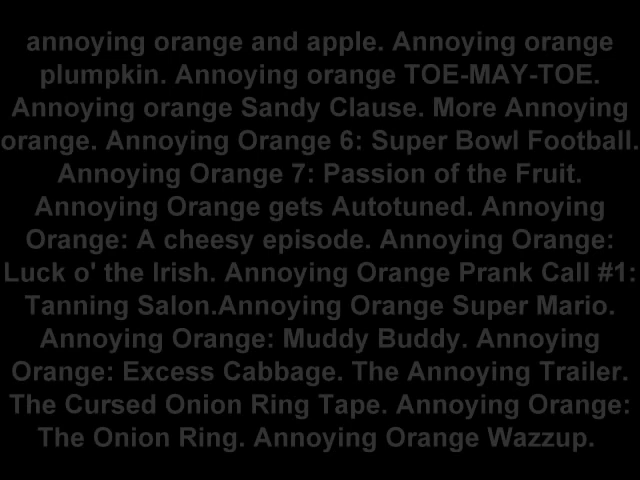 annoying orange and apple. Annoying orange
plumpkin. Annoying orange TOE-MAY-TOE.
Annoying orange Sandy Clause. More Annoying
orange. Annoying Orange 6: Super Bowl Football.
Annoying Orange 7: Passion of the Fruit.
Annoying Orange gets Autotuned. Annoying
Orange: A cheesy episode. Annoying Orange:
Luck o' the Irish. Annoying Orange Prank Call #1:
Tanning Salon.Annoying Orange Super Mario.
Annoying Orange: Muddy Buddy. Annoying
Orange: Excess Cabbage. The Annoying Trailer.
The Cursed Onion Ring Tape. Annoying Orange:
The Onion Ring. Annoying Orange Wazzup.